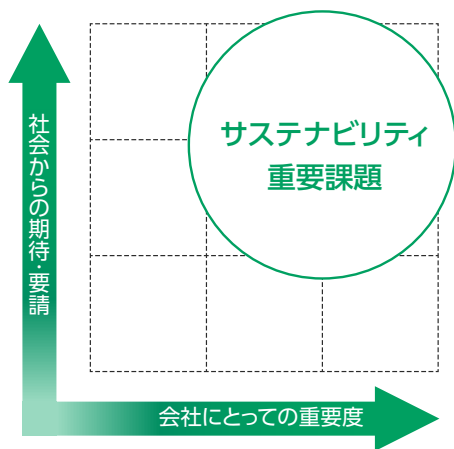 社会からの期待・要請
サステナビリティ
重要課題
会社にとっての重要度